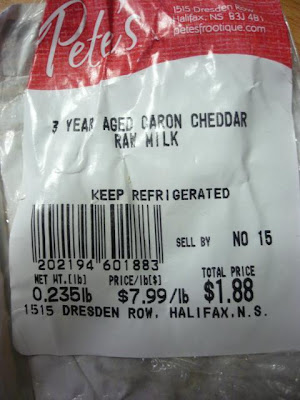 Pete's
1515 Dresden Row
Halifax, NS B3J 4B1
petesfrootique.com
3 YEAR AGED CARON CHEDDAR
RAW MILK
KEEP REFRIGERATED
SELL BY NO 15
202194 601883
NET WT.[lb] PRICE/lb[$] TOTAL PRICE
0.235lb $7.99/lb $1.88
1515 DRESDEN ROW, HALIFAX,N.S.